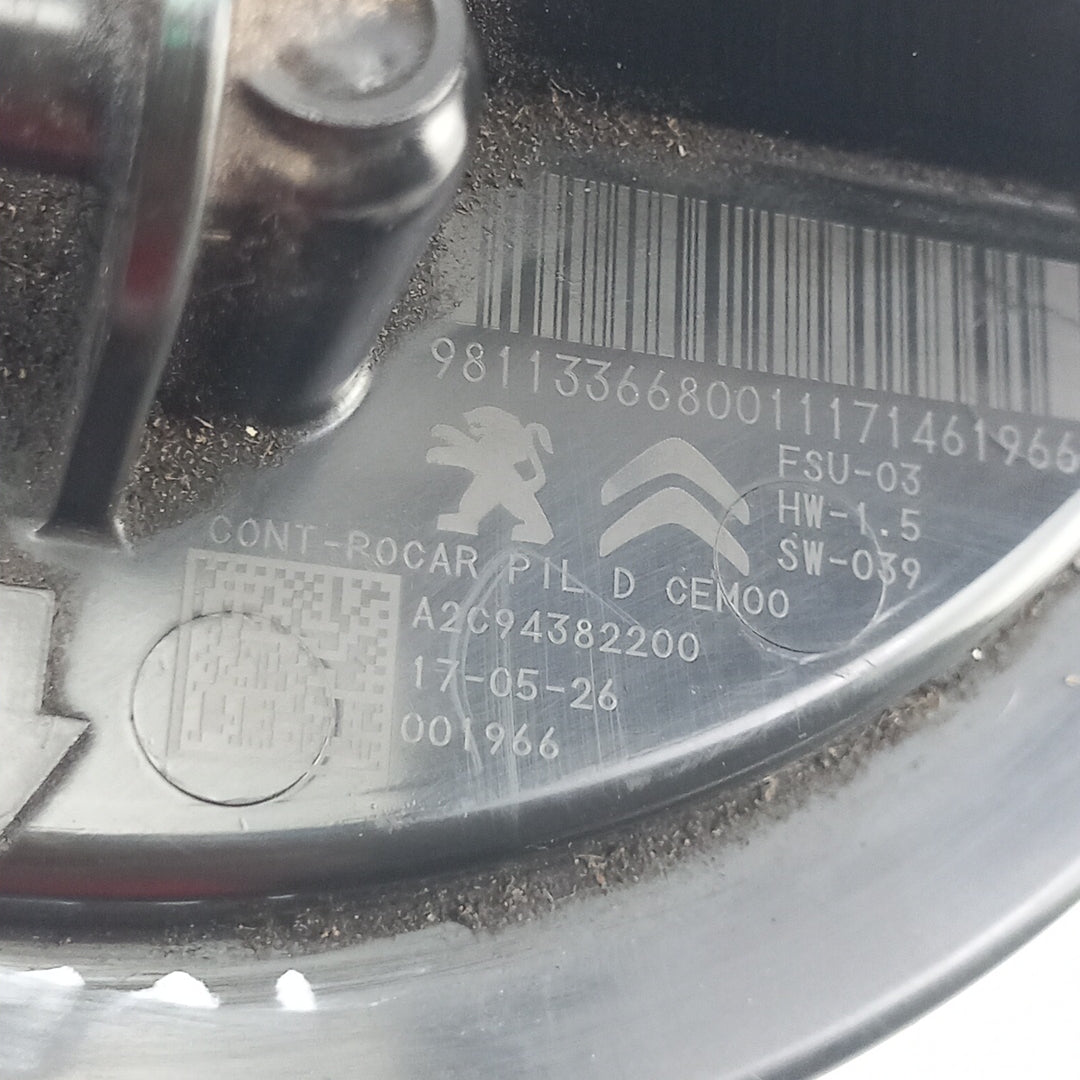 9811336680011171461966
FSU-03
HW-1.5
SW-039
CONT-ROCAR PIL D CEM00
A2C94382200
17-05-26
001966